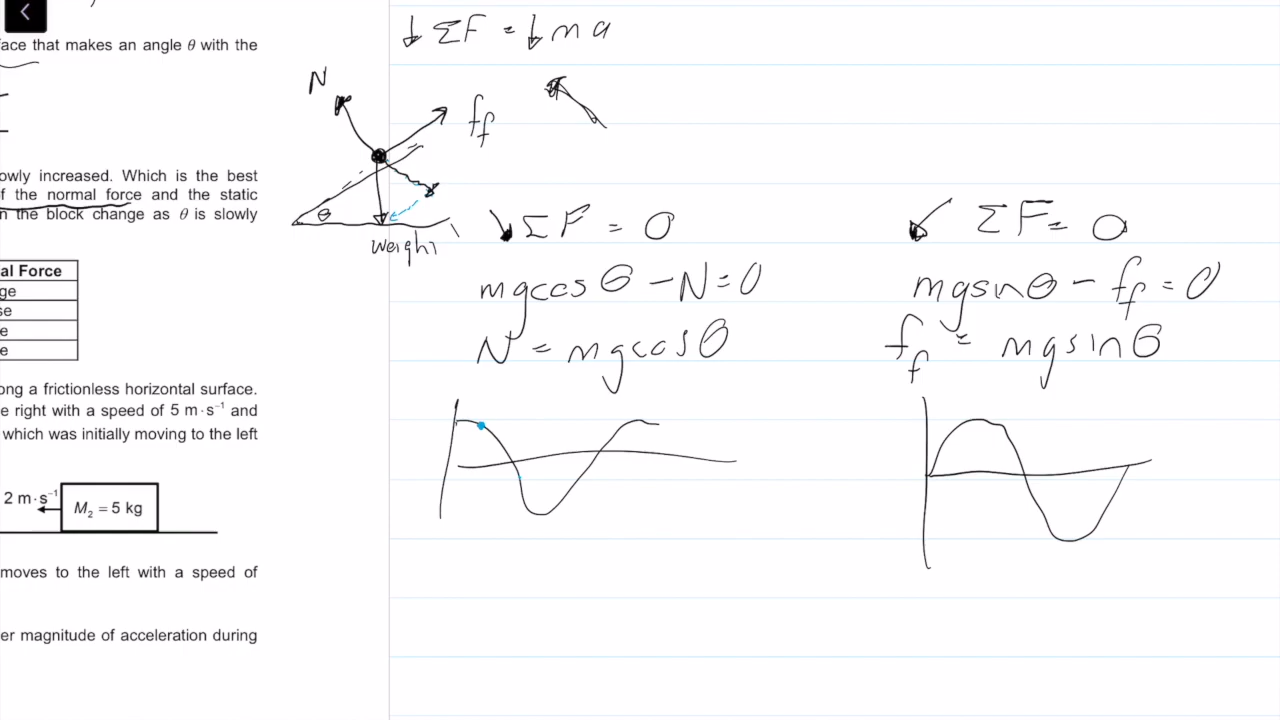 face that makes an angle θ with the
owly increased. Which is the best
f the normal force and the static
n the block change as θ is slowly
al Force
ge
se
e
e
ong a frictionless horizontal surface.
e right with a speed of 5 m·s⁻¹ and
which was initially moving to the left
2 m·s⁻¹
M₂ = 5 kg
moves to the left with a speed of
er magnitude of acceleration during
↓ ΣF = ↓ m a
N
f_f
θ
Weight
↘ ΣF = 0
mgcos θ - N = 0
N = mgcosθ
↙ ΣF = 0
mgsinθ - f_f = 0
f_f = mgsinθ